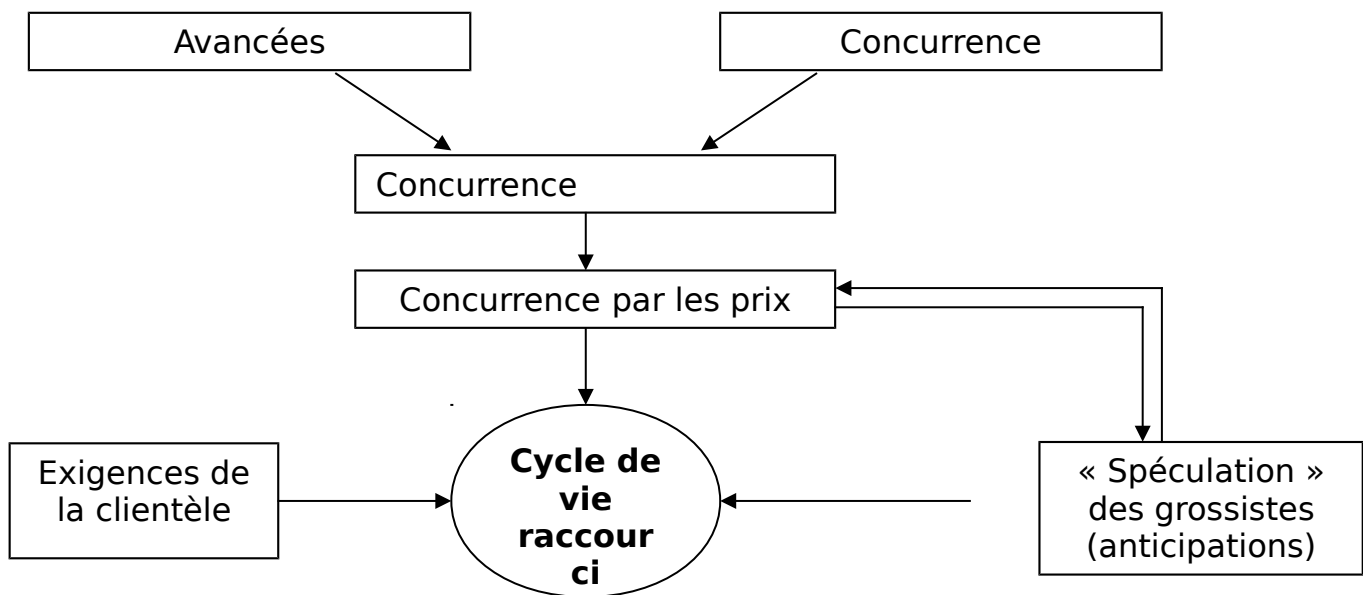 Avancées
Concurrence
Concurrence
Concurrence par les prix
Exigences de
la clientèle
Cycle de
vie
raccour
ci
« Spéculation »
des grossistes
(anticipations)